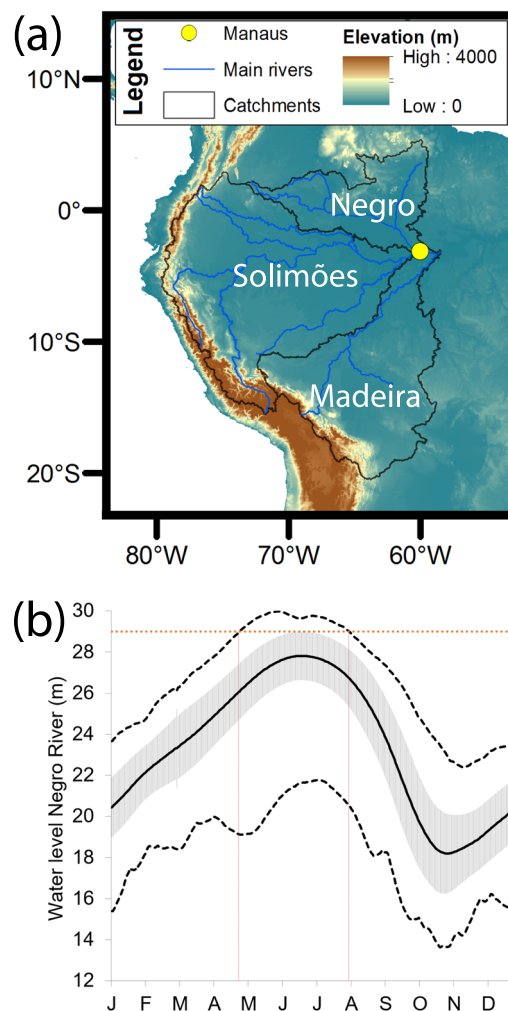 (a)
Legend
Manaus
Main rivers
Catchments
Elevation (m)
High : 4000
Low : 0
10°N
0°
10°S
20°S
Negro
Solimões
Madeira
80°W 70°W 60°W
(b)
Water level Negro River (m)
30
28
26
24
22
20
18
16
14
12
J F M A M J J A S O N D